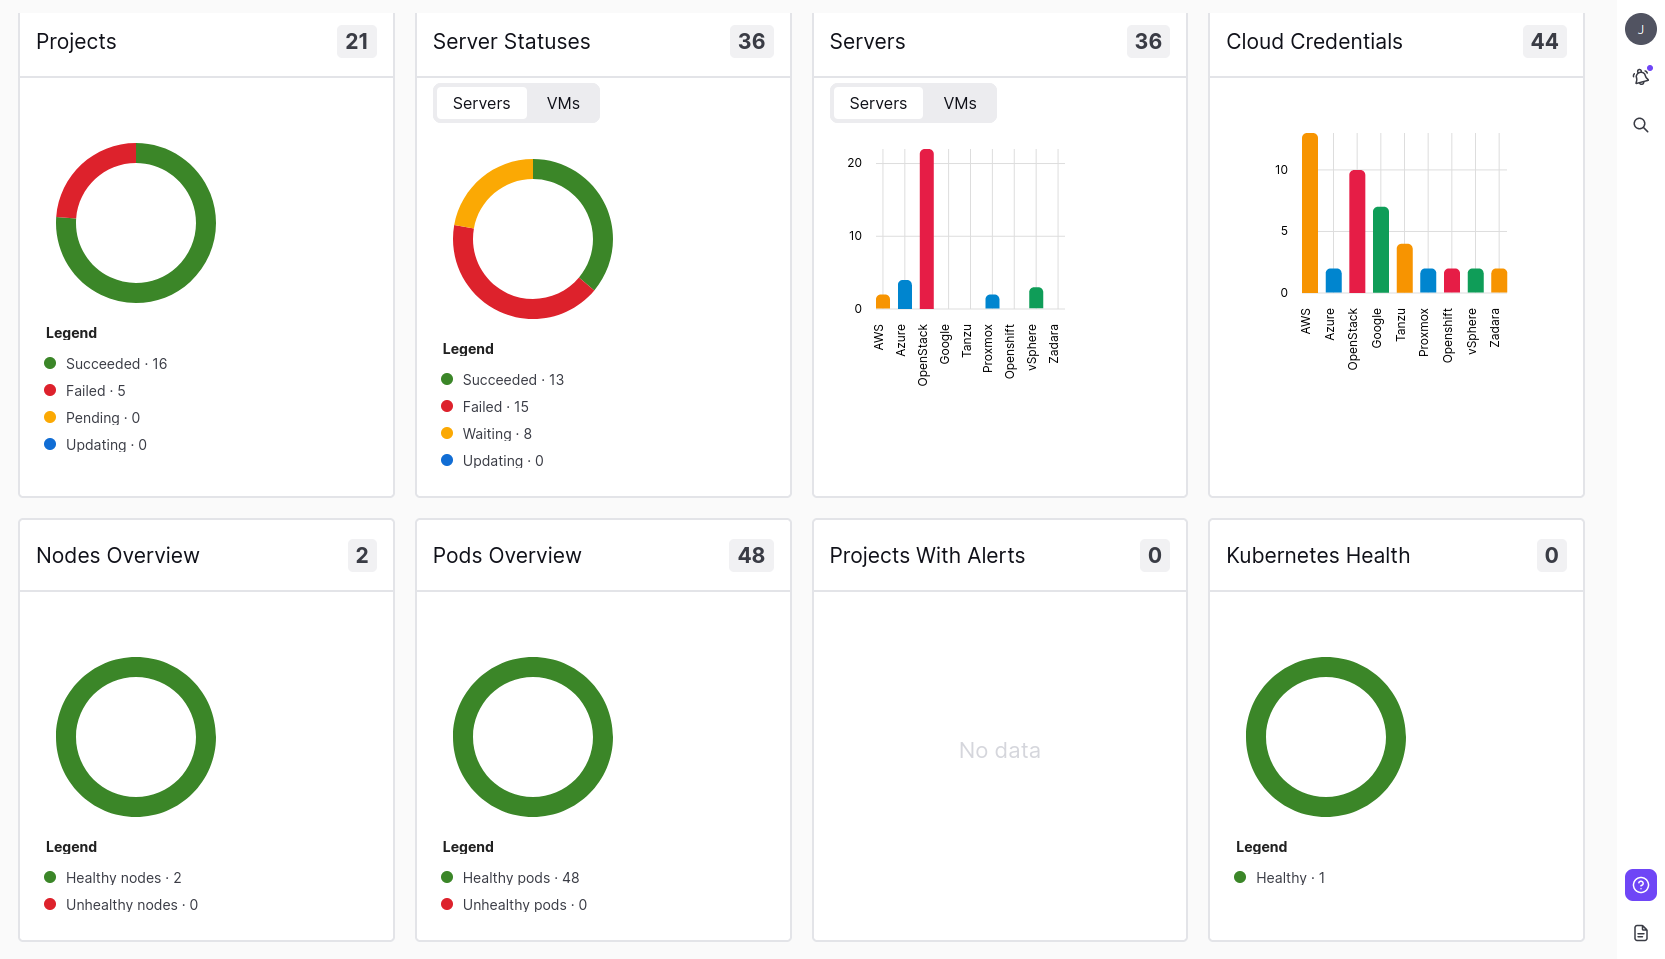 Projects
21
Succeeded · 16
Failed · 5
Pending · 0
Updating · 0
Legend
Server Statuses
36
Servers
VMs
Legend
Succeeded · 13
Failed · 15
Waiting · 8
Updating · 0
Servers
36
Servers
VMs
20
10
0
AWS
Azure
OpenStack
Google
Tanzu
Proxmox
Openshift
vSphere
Zadara
Cloud Credentials
44
10
5
0
AWS
Azure
OpenStack
Google
Tanzu
Proxmox
Openshift
vSphere
Zadara
J
Nodes Overview
2
Legend
Healthy nodes · 2
Unhealthy nodes · 0
Pods Overview
48
Legend
Healthy pods · 48
Unhealthy pods · 0
Projects With Alerts
0
No data
Kubernetes Health
0
Legend
Healthy · 1